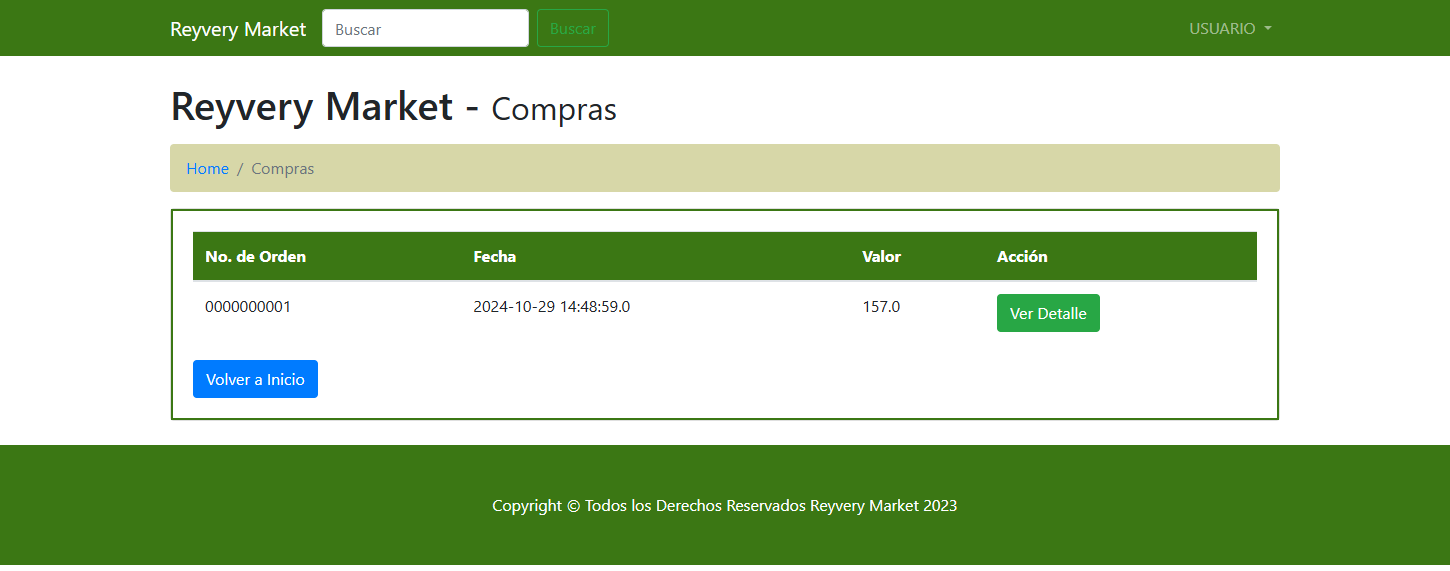 Reyvery Market Buscar Buscar USUARIO
Reyvery Market - Compras
Home / Compras
No. de Orden Fecha Valor Acción
0000000001 2024-10-29 14:48:59.0 157.0 Ver Detalle
Volver a Inicio
Copyright © Todos los Derechos Reservados Reyvery Market 2023